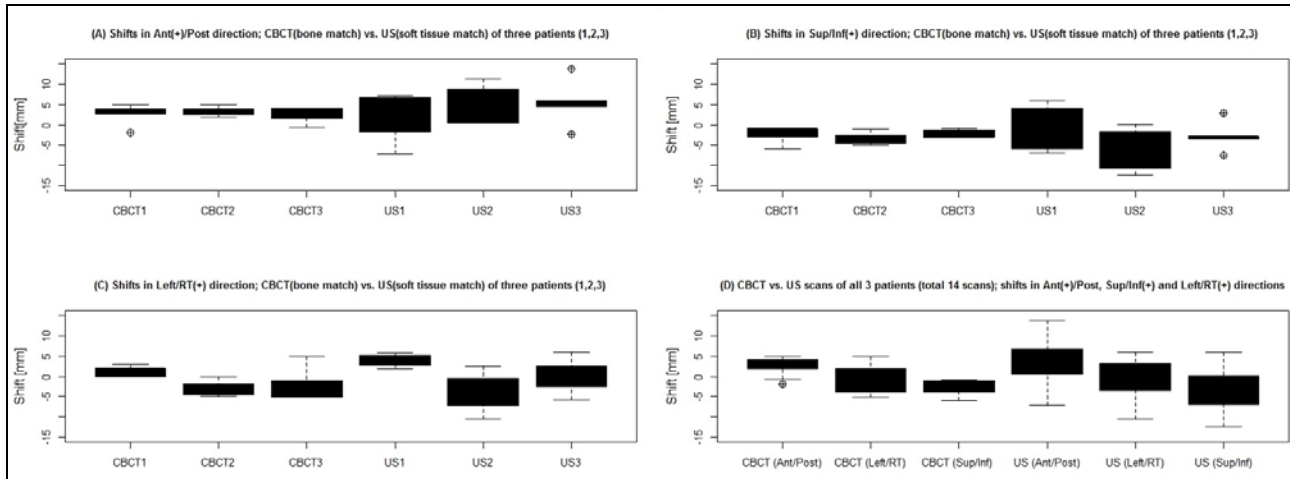 (A) Shifts in Ant(+)/Post direction; CBCT(bone match) vs. US(soft tissue match) of three patients (1,2,3)
Shift[mm]
10
5
0
-5
-15
CBCT1 CBCT2 CBCT3 US1 US2 US3
(B) Shifts in Sup/Inf(+) direction; CBCT(bone match) vs. US(soft tissue match) of three patients (1,2,3)
Shift [mm]
10
5
0
-5
-15
CBCT1 CBCT2 CBCT3 US1 US2 US3
(C) Shifts in Left/RT(+) direction; CBCT(bone match) vs. US(soft tissue match) of three patients (1,2,3)
Shift [mm]
10
5
0
-5
-15
CBCT1 CBCT2 CBCT3 US1 US2 US3
(D) CBCT vs. US scans of all 3 patients (total 14 scans); shifts in Ant(+)/Post, Sup/Inf(+) and Left/RT(+) directions
Shift [mm]
10
5
0
-5
-15
CBCT (Ant/Post) CBCT (Left/RT) CBCT (Sup/Inf) US (Ant/Post) US (Left/RT) US (Sup/Inf)